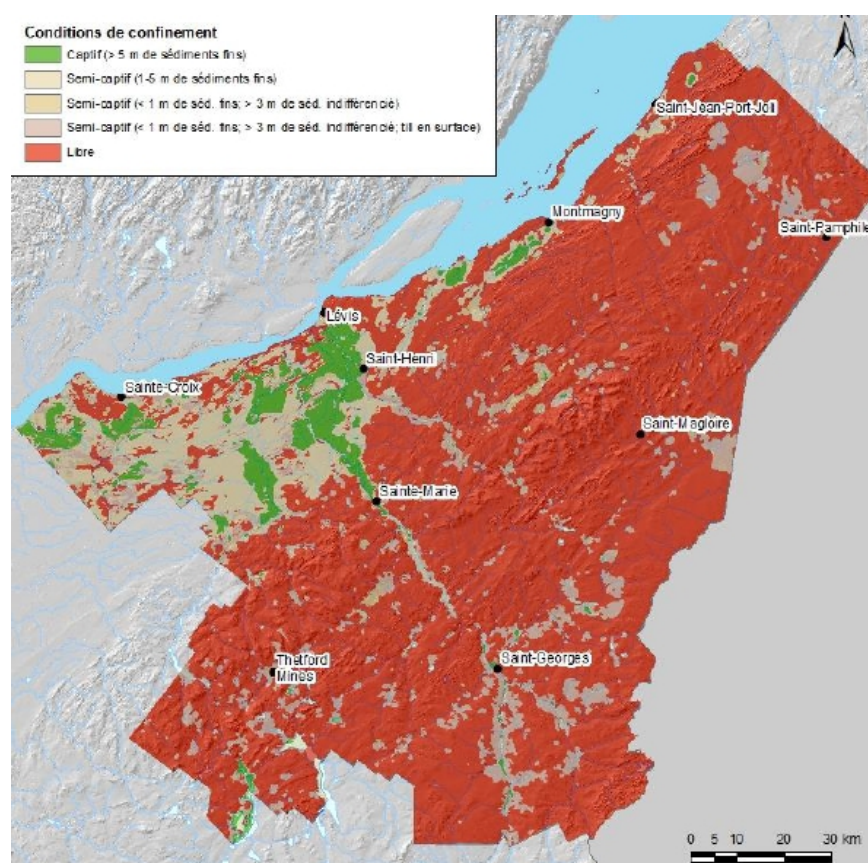 Conditions de confinement
Captif (> 5 m de sédiments fins)
Semi-captif (1-5 m de sédiments fins)
Semi-captif (< 1 m de séd. fins; > 3 m de séd. indifférencié)
Semi-captif (< 1 m de séd. fins; > 3 m de séd. indifférencié; till en surface)
Libre
N
Saint-Jean-Port-Joli
Montmagny
Saint-Pamphile
Lévis
Saint-Henri
Sainte-Croix
Saint-Magloire
Sainte-Marie
Thetford
Mines
Saint-Georges
0 5 10 20 30 km